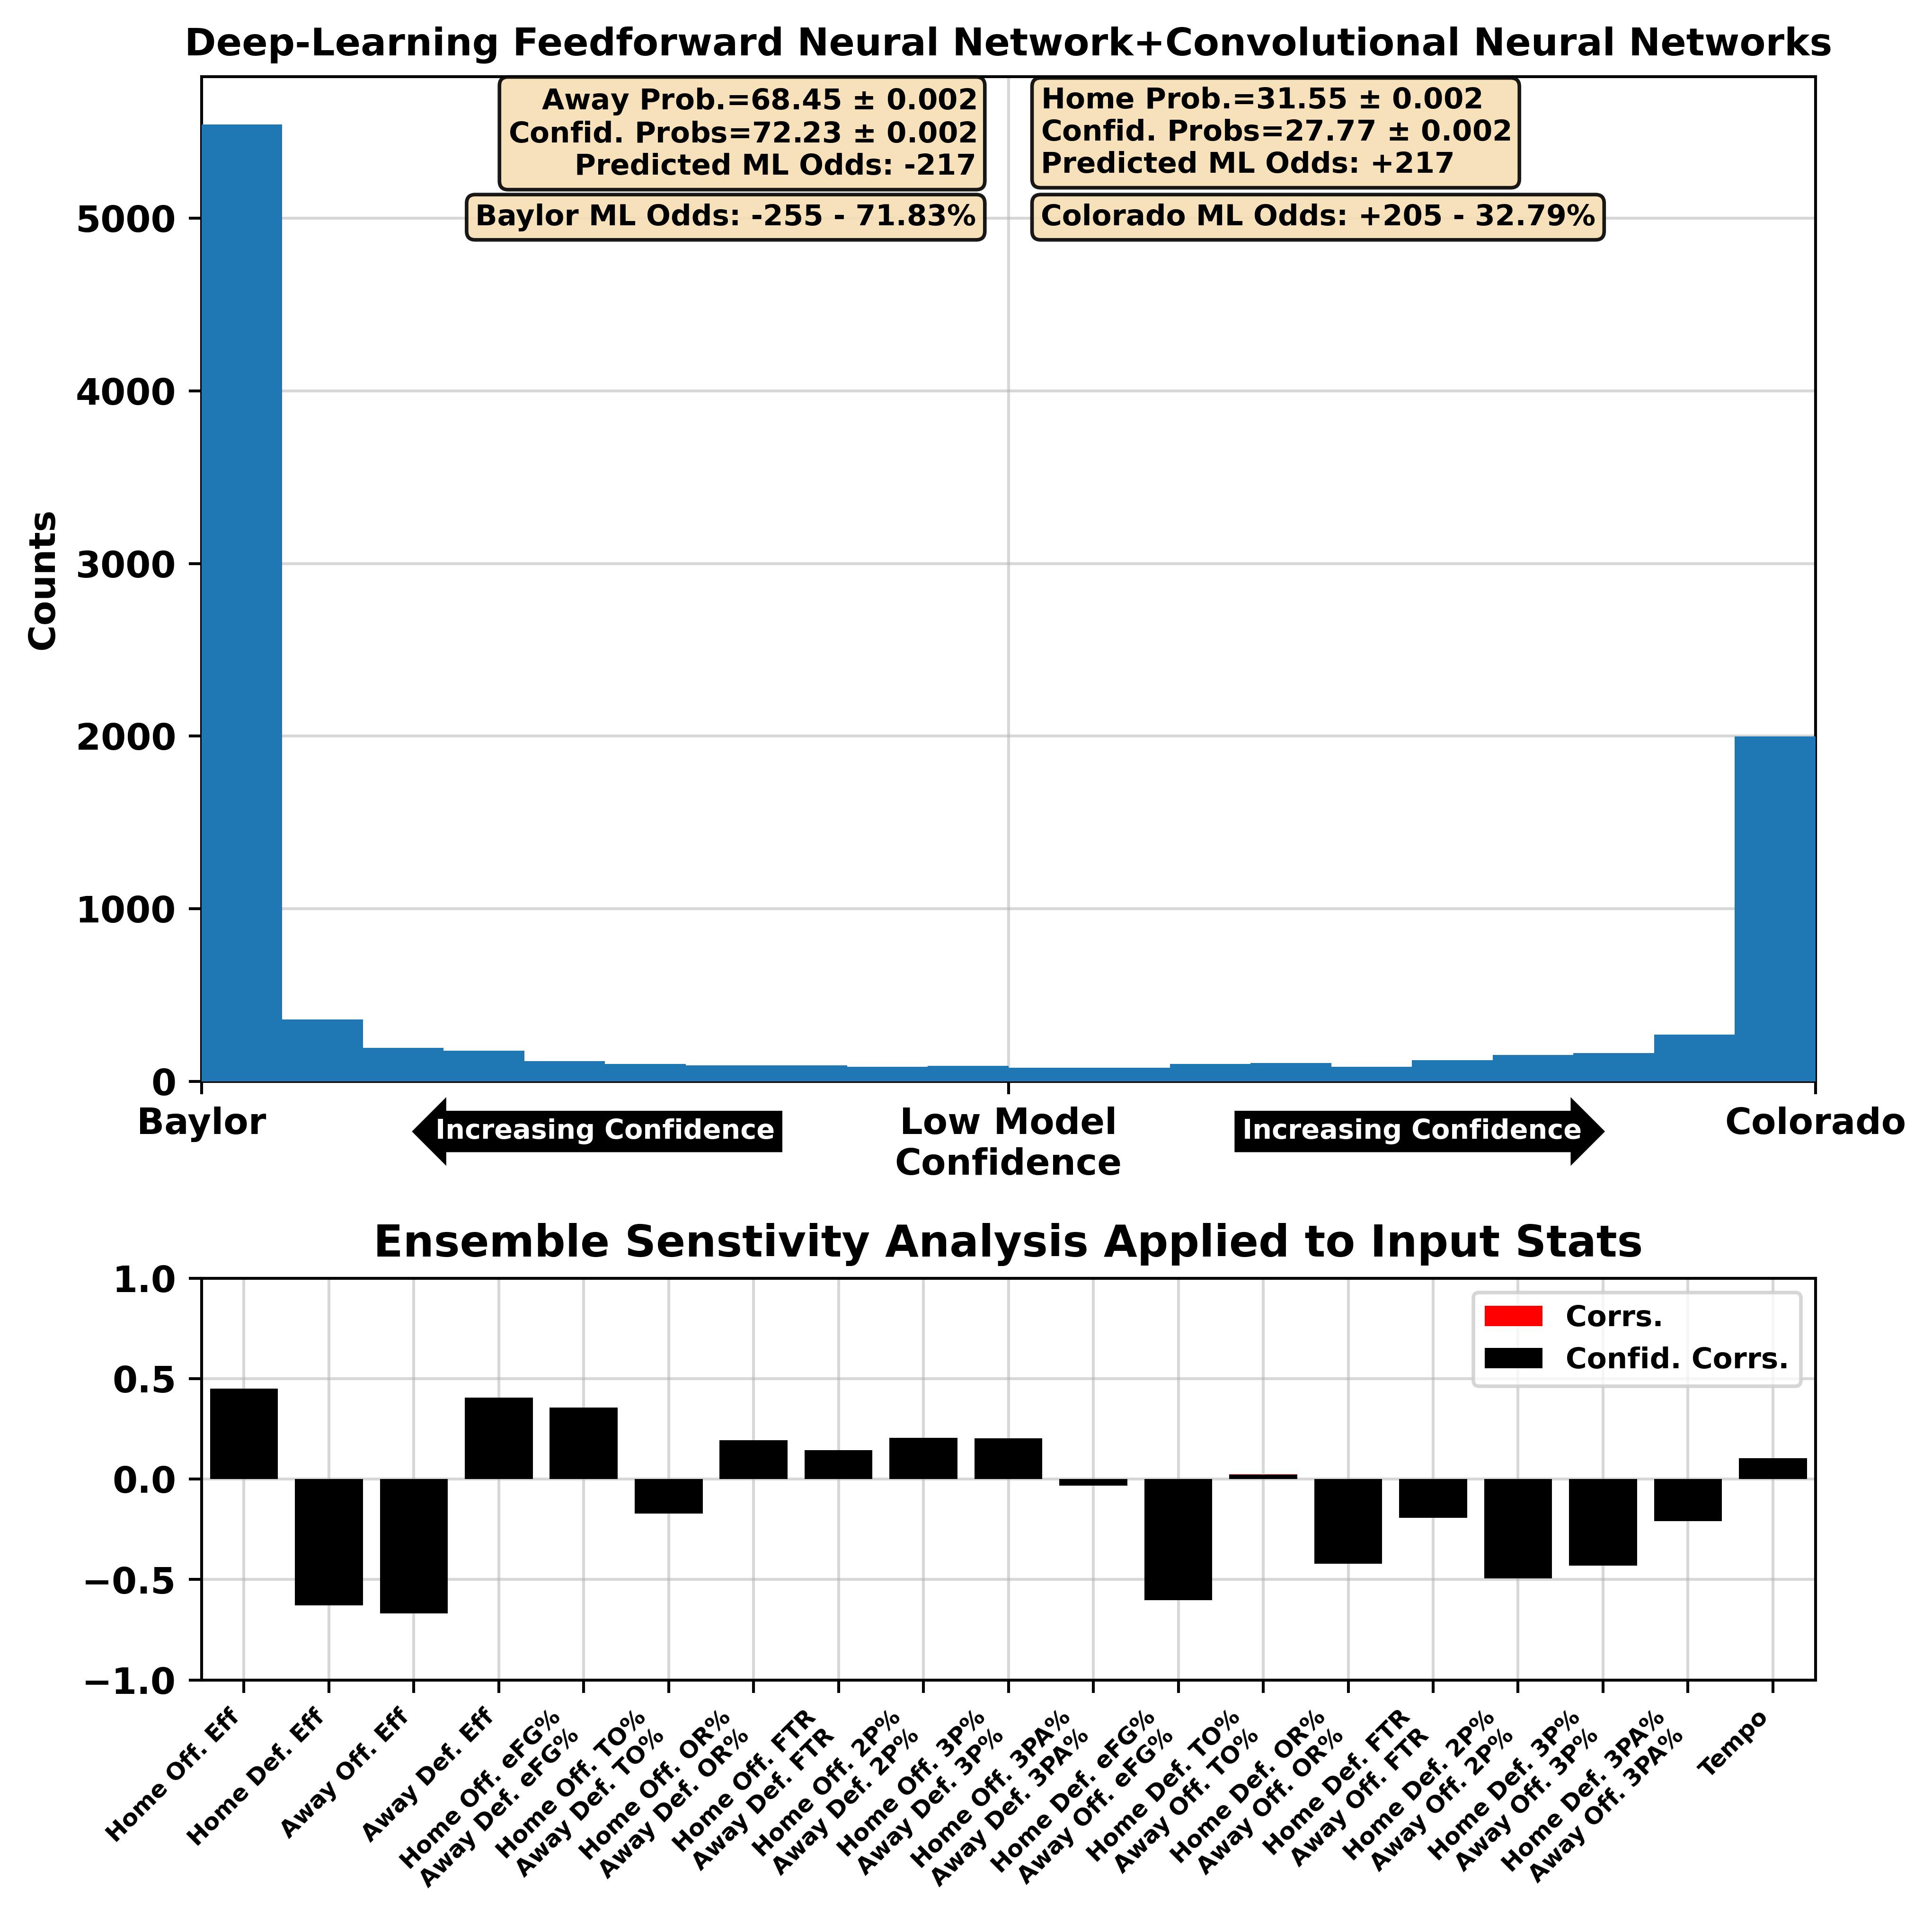 Deep-Learning Feedforward Neural Network+Convolutional Neural Networks
Away Prob.=68.45 ± 0.002
Confid. Probs=72.23 ± 0.002
Predicted ML Odds: -217
Baylor ML Odds: -255 - 71.83%
Home Prob.=31.55 ± 0.002
Confid. Probs=27.77 ± 0.002
Predicted ML Odds: +217
Colorado ML Odds: +205 - 32.79%
Counts
5000
4000
3000
2000
1000
0
Baylor
Increasing Confidence
Low Model
Confidence
Increasing Confidence
Colorado
Ensemble Senstivity Analysis Applied to Input Stats
1.0
0.5
0.0
−0.5
−1.0
Corrs.
Confid. Corrs.
Home Off. Eff
Home Def. Eff
Away Off. Eff
Away Def. Eff
Home Off. eFG%
Away Def. eFG%
Home Off. TO%
Away Def. TO%
Home Off. OR%
Away Def. OR%
Home Off. FTR
Away Def. FTR
Home Off. 2P%
Away Def. 2P%
Home Off. 3P%
Away Def. 3P%
Home Off. 3PA%
Away Def. 3PA%
Home Def. eFG%
Away Off. eFG%
Home Def. TO%
Away Off. TO%
Home Def. OR%
Away Off. OR%
Home Def. FTR
Away Off. FTR
Home Def. 2P%
Away Off. 2P%
Home Def. 3P%
Away Off. 3P%
Home Def. 3PA%
Away Off. 3PA%
Tempo